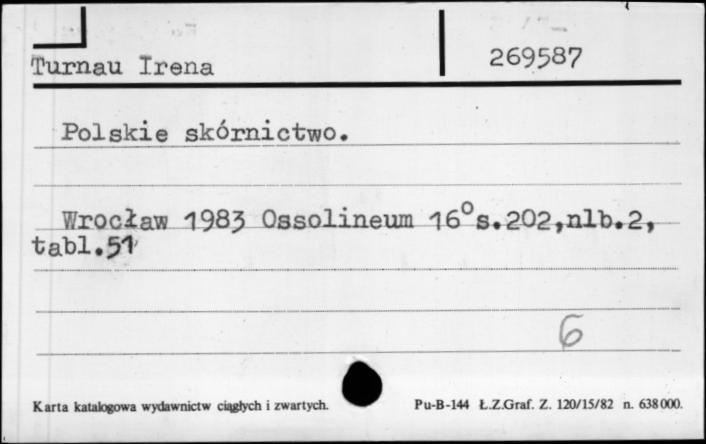 Turnau Irena 269587
Polskie skórnictwo.
Wrocław 1983 Ossolineum 16° s.202,nlb.2,
tabl.51
6
Karta katalogowa wydawnictw ciągłych i zwartych. Pu-B-144 Ł.Z.Graf. Z. 120/15/82 n. 638000.